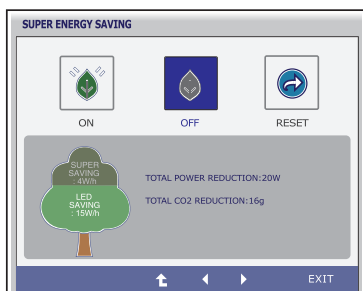 SUPER ENERGY SAVING
ON
OFF
RESET
SUPER
SAVING
: 4W/h
LED
SAVING
: 15W/h
TOTAL POWER REDUCTION:20W
TOTAL CO2 REDUCTION:16g
EXIT